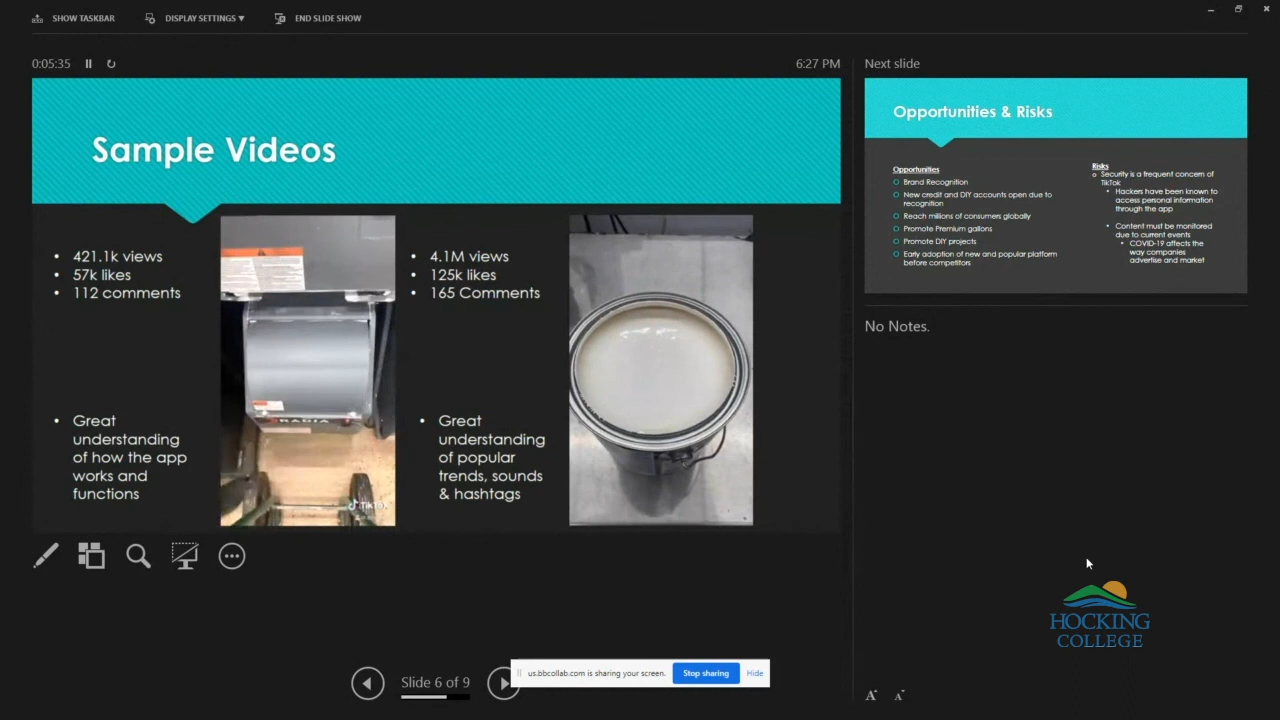 SHOW TASKBAR
DISPLAY SETTINGS ▼
END SLIDE SHOW
0:05:35
6:27 PM
Sample Videos
• 421.1k views
• 57k likes
• 112 comments
• Great
understanding
of how the app
works and
functions
TikTok
• 4.1M views
• 125k likes
• 165 Comments
• Great
understanding
of popular
trends, sounds
& hashtags
Slide 6 of 9
us.bbcollab.com is sharing your screen.
Stop sharing
Hide
Next slide
Opportunities & Risks
Opportunities
Brand Recognition
New credit and DIY accounts open due to
recognition
Reach millions of consumers globally
Promote Premium gallons
Promote DIY projects
Early adoption of new and popular platform
before competitors
Risks
Security is a frequent concern of
TikTok
• Hackers have been known to
access personal information
through the app
• Content must be monitored
due to current events
• COVID-19 affects the
way companies
advertise and market
No Notes.
HOCKING
COLLEGE
A A